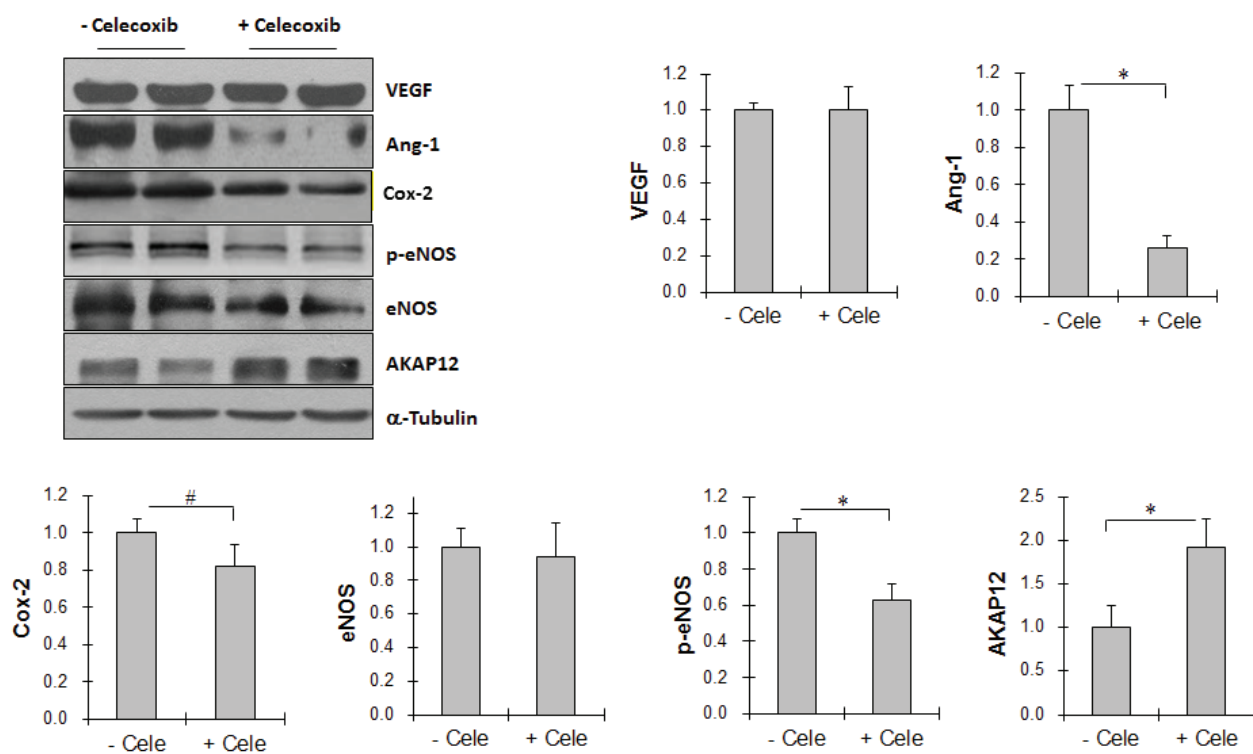 - Celecoxib + Celecoxib
VEGF
Ang-1
Cox-2
p-eNOS
eNOS
AKAP12
α-Tubulin
VEGF
1.2
1.0
0.8
0.6
0.4
0.2
0.0
- Cele + Cele
Ang-1
1.2
1.0
0.8
0.6
0.4
0.2
0.0
*
- Cele + Cele
Cox-2
1.2
1.0
0.8
0.6
0.4
0.2
0.0
#
- Cele + Cele
eNOS
1.2
1.0
0.8
0.6
0.4
0.2
0.0
- Cele + Cele
p-eNOS
1.2
1.0
0.8
0.6
0.4
0.2
0.0
*
- Cele + Cele
AKAP12
2.5
2.0
1.5
1.0
0.5
0.0
*
- Cele + Cele